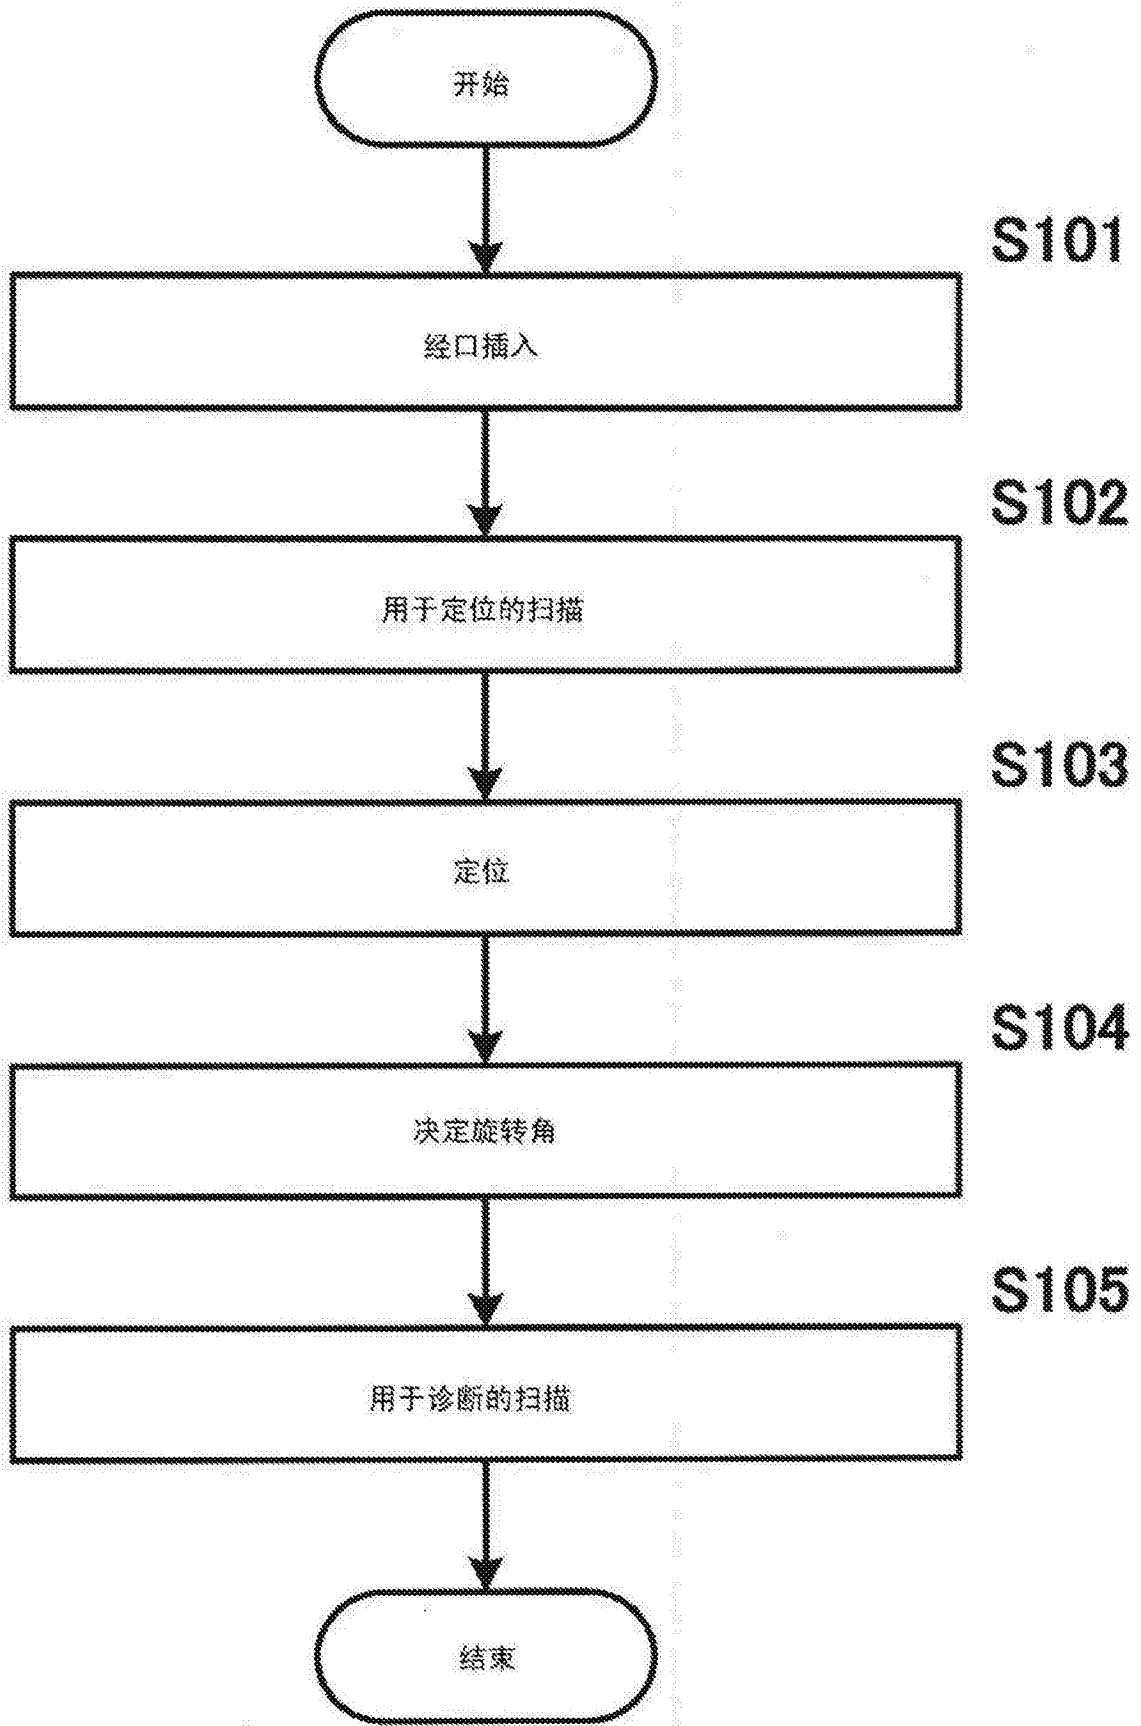 开始
S101
经口插入
S102
用于定位的扫描
S103
定位
S104
决定旋转角
S105
用于诊断的扫描
结束